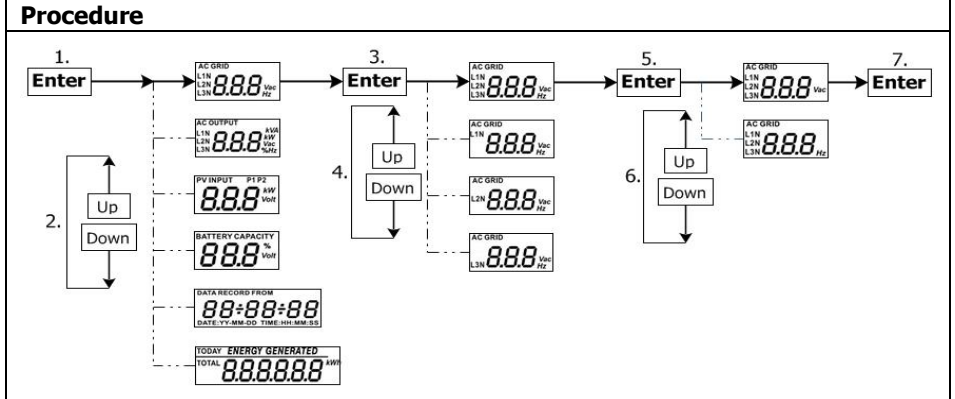 Procedure
1.
Enter
AC GRID
L1N
L2N
L3N
8.8.8
Vac
Hz
AC OUTPUT
L1N
L2N
L3N
8.8.8
kVA
kW
Vac
%Hz
2.
Up
Down
PV INPUT P1 P2
8.8.8
kW
Volt
BATTERY CAPACITY
88.8
%
Volt
DATA RECORD FROM
88:88:88
DATE:YY-MM-DD TIME:HH:MM:SS
TODAY ENERGY GENERATED
TOTAL 8.8.8.8.8.8 kWh
3.
Enter
AC GRID
L1N
L2N
L3N
8.8.8
Vac
Hz
4.
Up
Down
AC GRID
L1N
8.8.8
Vac
Hz
AC GRID
L2N
8.8.8
Vac
Hz
AC GRID
L3N
8.8.8
Vac
Hz
5.
Enter
AC GRID
L1N
L2N
L3N
8.8.8
Vac
6.
Up
Down
AC GRID
L1N
L2N
L3N
8.8.8
Hz
7.
Enter